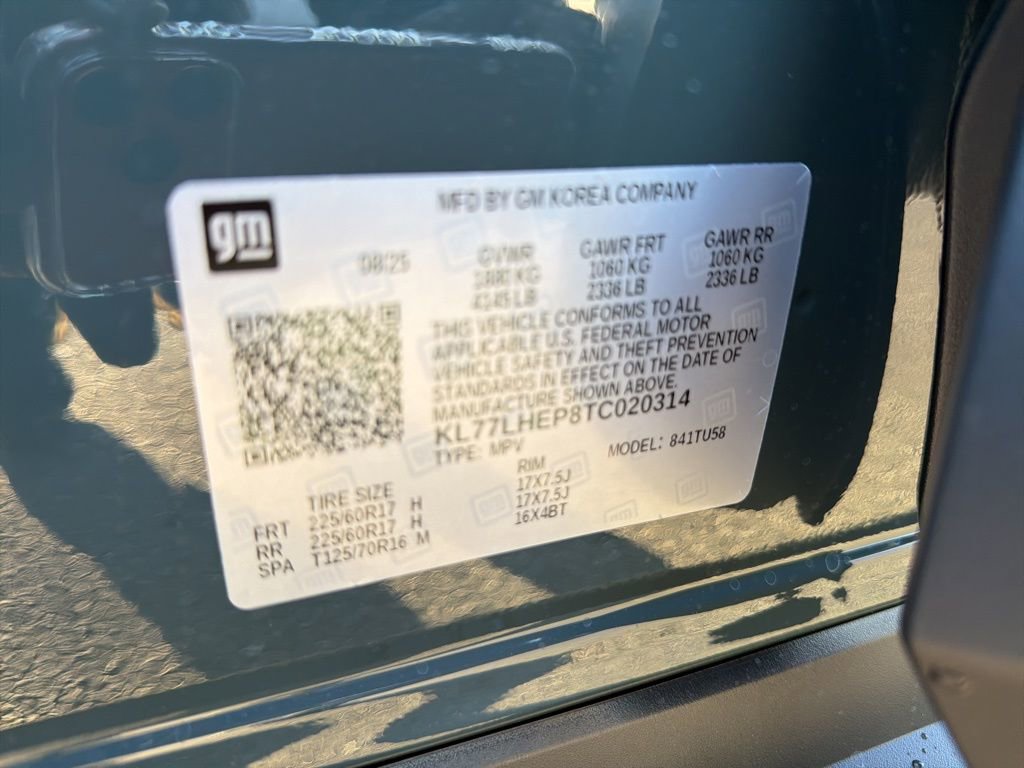 gm
MFD BY GM KOREA COMPANY
08/25
GVWR
GAWR FRT
GAWR RR
KG
1060 KG
1060 KG
LB
2336 LB
2336 LB
THIS VEHICLE CONFORMS TO ALL
APPLICABLE U.S. FEDERAL MOTOR
VEHICLE SAFETY AND THEFT PREVENTION
STANDARDS IN EFFECT ON THE DATE OF
MANUFACTURE SHOWN ABOVE.
KL77LHEP8TC020314
TYPE: MPV
MODEL: 841TU58
TIRE SIZE
RIM
FRT 225/60R17 H 17X7.5J
RR 225/60R17 H 17X7.5J
SPA T125/70R16 M 16X4BT